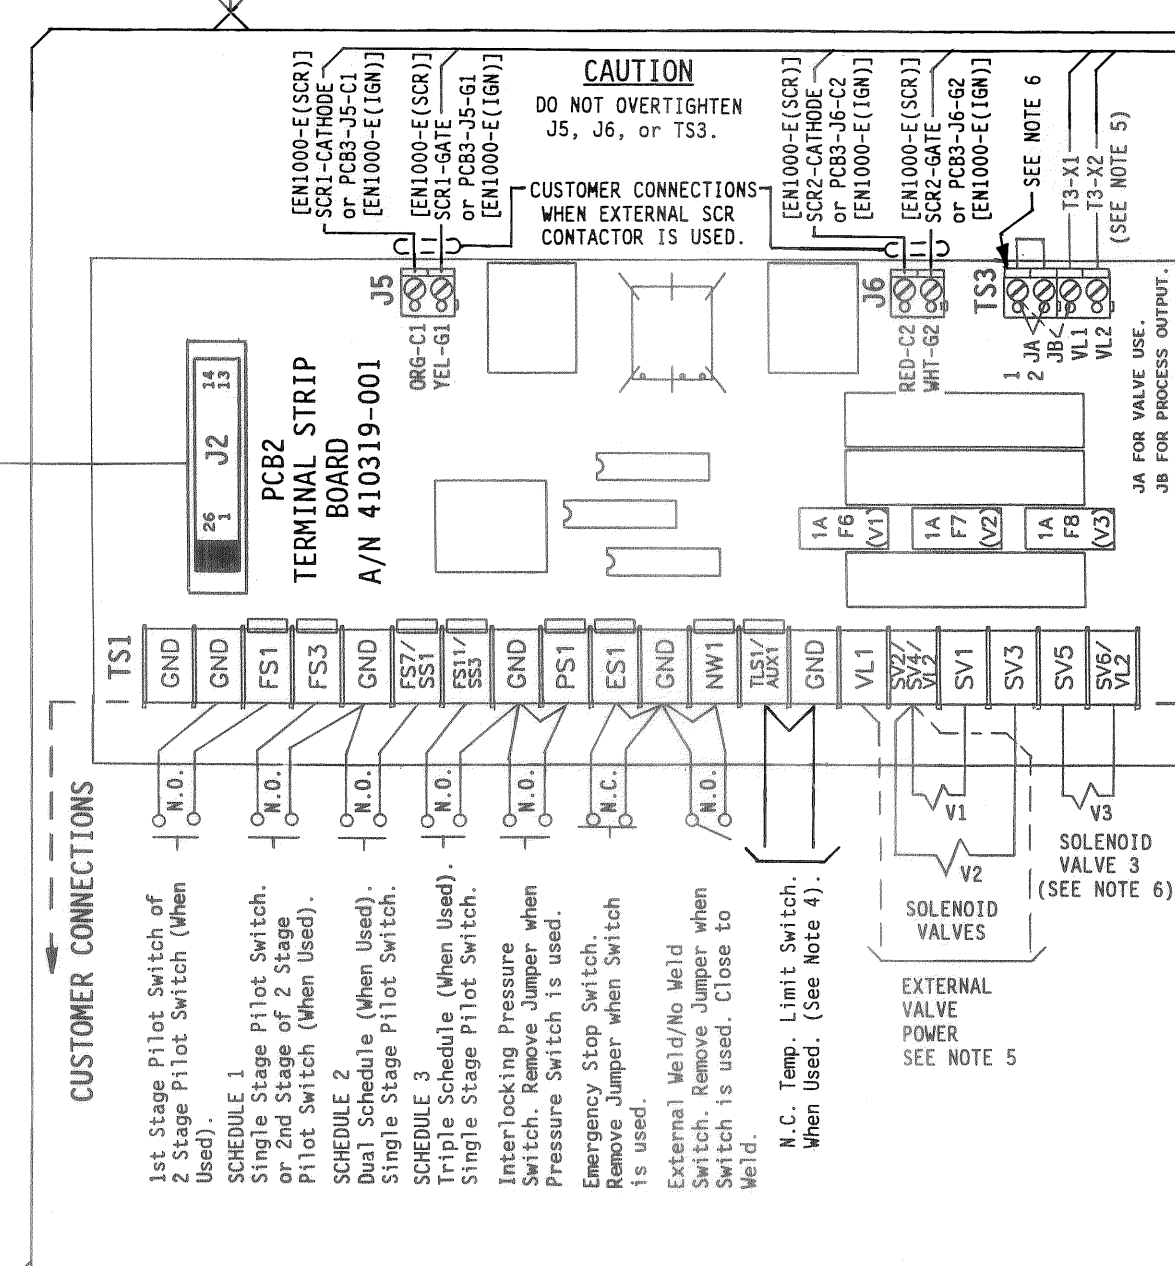 CAUTION
DO NOT OVERTIGHTEN
J5, J6, or TS3.
[EN1000-E(SCR)]
SCR1-CATHODE
or PCB3-J5-C1
[EN1000-E(IGN)]
[EN1000-E(SCR)]
SCR1-GATE
or PCB3-J5-G1
[EN1000-E(IGN)]
CUSTOMER CONNECTIONS
WHEN EXTERNAL SCR
CONTACTOR IS USED.
[EN1000-E(SCR)]
SCR2-CATHODE
or PCB3-J6-C2
[EN1000-E(IGN)]
[EN1000-E(SCR)]
SCR2-GATE
or PCB3-J6-G2
[EN1000-E(IGN)]
SEE NOTE 6
T3-X1
T3-X2
(SEE NOTE 5)
J5
ORG-C1
YEL-G1
J6
RED-C2
WHT-G2
TS3
1
2
JA
JB
VL1
VL2
JA FOR VALVE USE.
JB FOR PROCESS OUTPUT.
J2
14
13
26
1
PCB2
TERMINAL STRIP
BOARD
A/N 410319-001
1A
F6
(V1)
1A
F7
(V2)
1A
F8
(V3)
TS1
GND
GND
FS1
FS3
GND
FS7/
SS1
FS11/
SS3
GND
PS1
ES1
GND
NW1
TLS1/
AUX1
GND
VL1
SV2/
SV4/
VL2
SV1
SV3
SV5
SV6/
VL2
CUSTOMER CONNECTIONS
N.O.
N.O.
N.O.
N.O.
N.O.
N.C.
N.O.
V1
V2
V3
SOLENOID
VALVES
SOLENOID
VALVE 3
(SEE NOTE 6)
EXTERNAL
VALVE
POWER
SEE NOTE 5
1st Stage Pilot Switch of
2 Stage Pilot Switch (When
Used).
SCHEDULE 1
Single Stage Pilot Switch.
or 2nd Stage of 2 Stage
Pilot Switch (When Used).
SCHEDULE 2
Dual Schedule (When Used).
Single Stage Pilot Switch.
SCHEDULE 3
Triple Schedule (When Used).
Single Stage Pilot Switch.
Interlocking Pressure
Switch. Remove Jumper when
Pressure Switch is used.
Emergency Stop Switch.
Remove Jumper when Switch
is used.
External Weld/No Weld
Switch. Remove Jumper when
Switch is used. Close to
Weld.
N.C. Temp. Limit Switch.
When Used. (See Note 4).